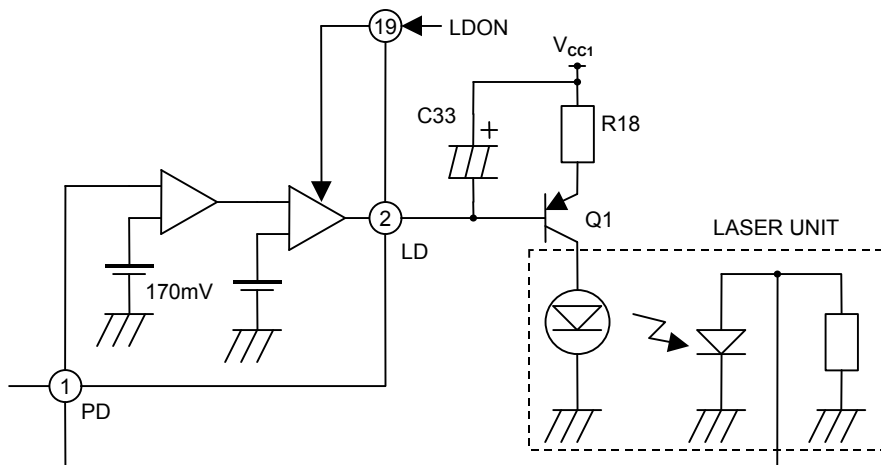 19
LDON
VCC1
C33
+
R18
2
Q1
LD
LASER UNIT
170mV
1
PD